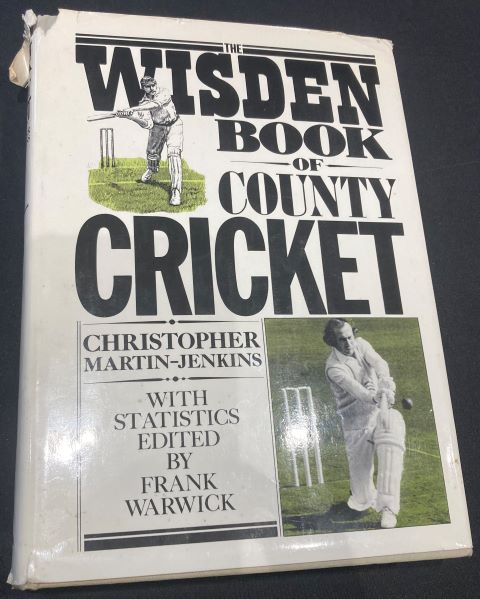 THE
WISDEN
BOOK
OF
COUNTY
CRICKET
CHRISTOPHER
MARTIN-JENKINS
WITH
STATISTICS
EDITED
BY
FRANK
WARWICK